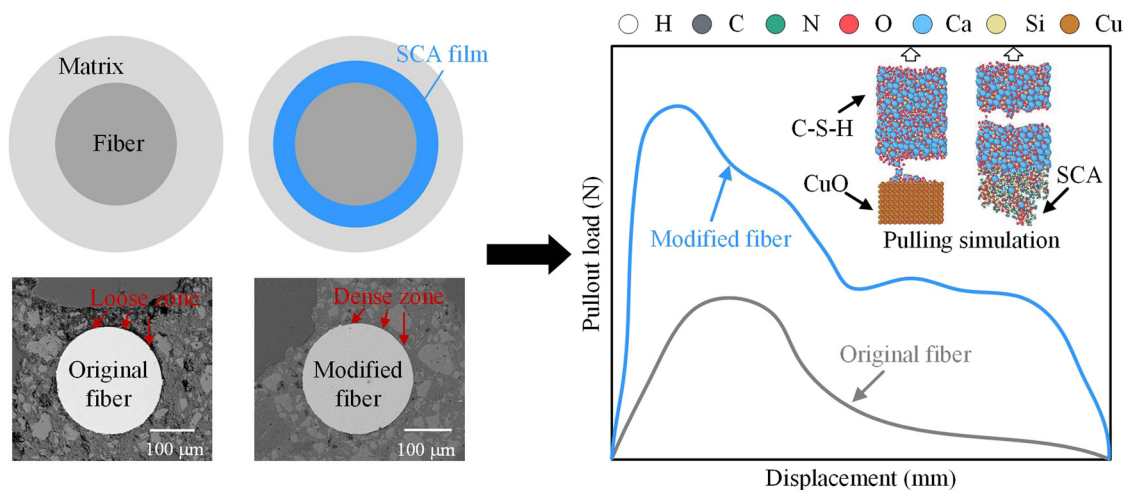 Matrix
Fiber
SCA film
Loose zone
Original
fiber
100 μm
Dense zone
Modified
fiber
100 μm
H C N O Ca Si Cu
C-S-H
CuO
SCA
Pulling simulation
Modified fiber
Original fiber
Pullout load (N)
Displacement (mm)